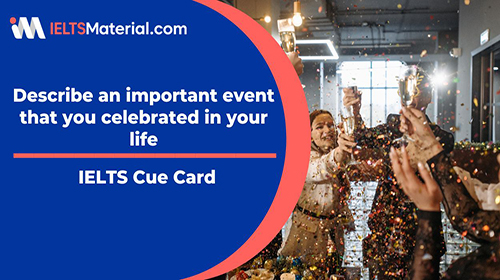 IELTSMaterial.com
Describe an important event
that you celebrated in your
life
IELTS Cue Card